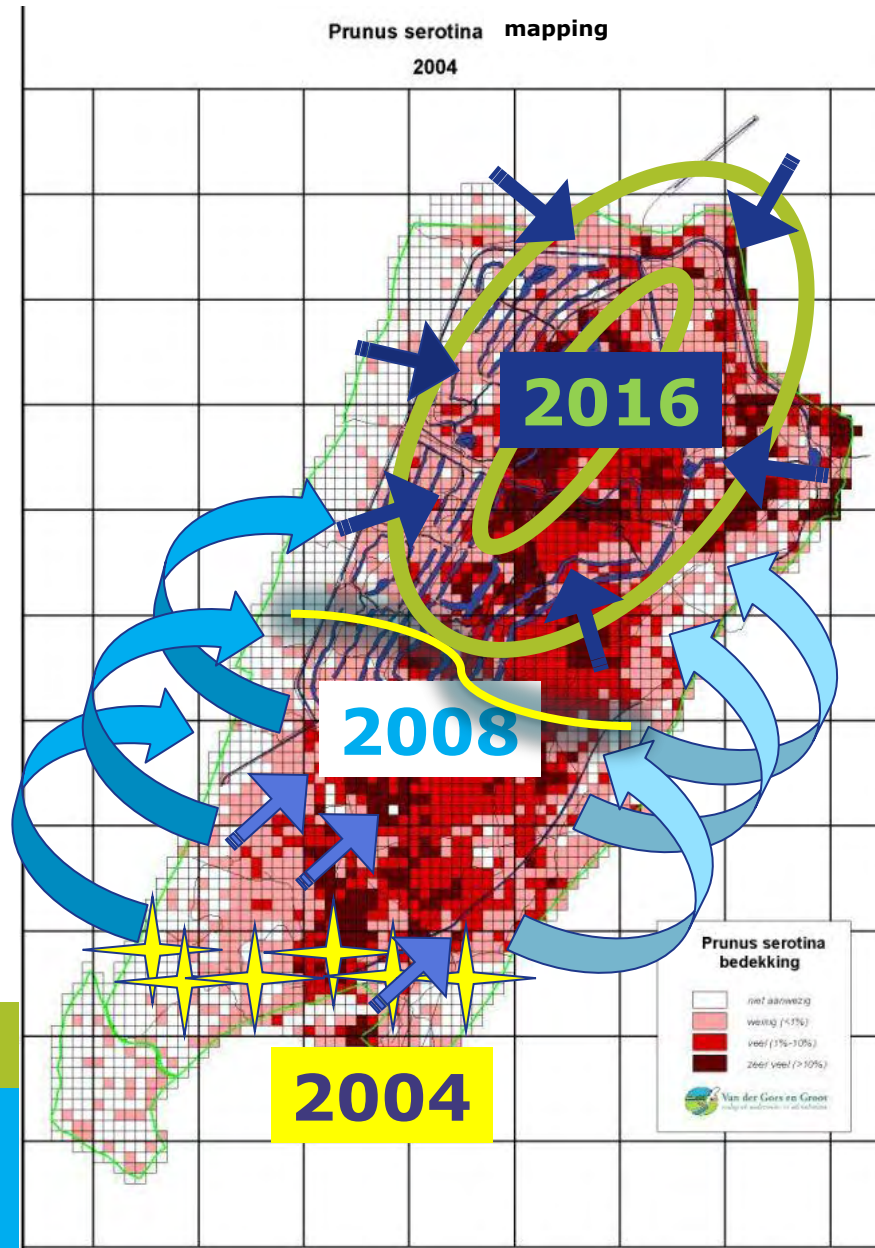 Prunus serotina mapping
2004
2016
2008
2004
Prunus serotina
bedekking
niet aanwezig
weinig (<1%)
veel (1%-10%)
zeer veel (>10%)
Van der Goes en Groot